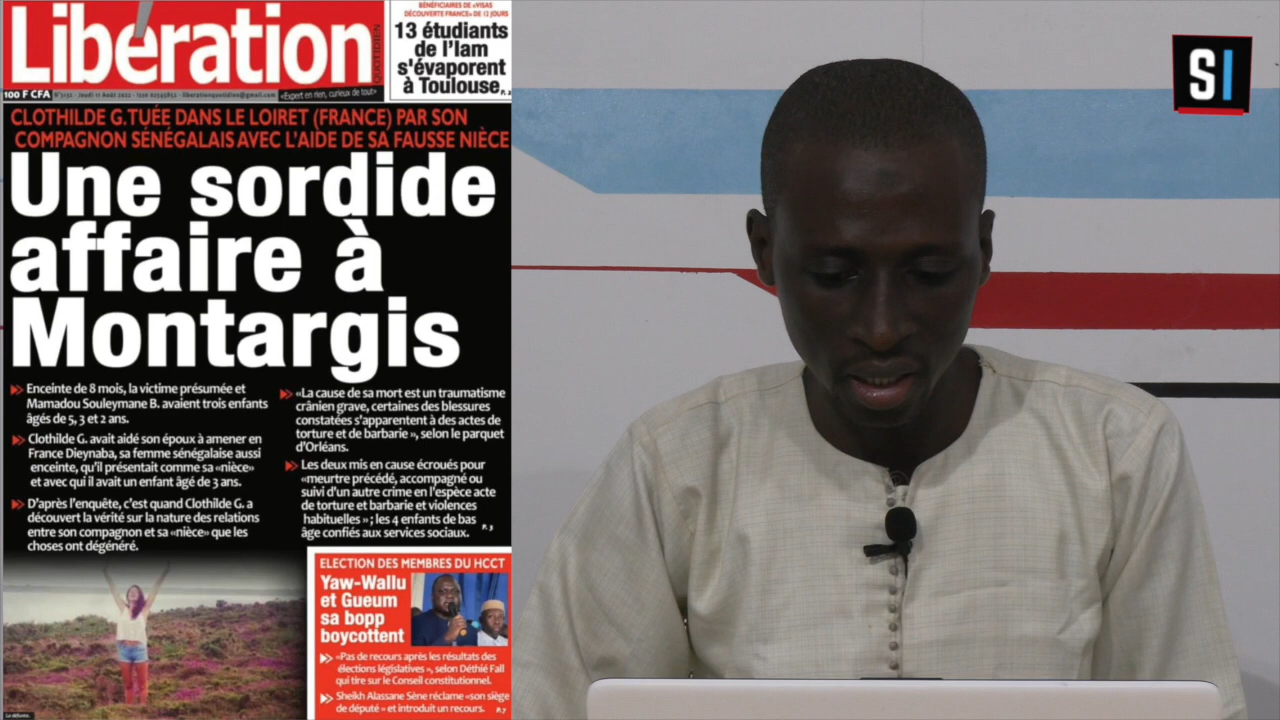 Libération
QUOTIDIEN
100 F CFA N°3132 - Jeudi 11 Août 2022 - liberationquotidien@gmail.com «Expert en rien, curieux de tout»
BÉNÉFICIAIRES DE «VISAS
DÉCOUVERTE FRANCE» DE 12 JOURS
13 étudiants
de l'Iam
s'évaporent
à Toulouse
CLOTHILDE G.TUÉE DANS LE LOIRET (FRANCE) PAR SON
COMPAGNON SÉNÉGALAIS AVEC L'AIDE DE SA FAUSSE NIÈCE
Une sordide
affaire à
Montargis
Enceinte de 8 mois, la victime présumée et
Mamadou Souleymane B. avaient trois enfants
âgés de 5, 3 et 2 ans.
Clothilde G. avait aidé son époux à amener en
France Dieynaba, sa femme sénégalaise aussi
enceinte, qu'il présentait comme sa «nièce»
et avec qui il avait un enfant âgé de 3 ans.
D'après l'enquête, c'est quand Clothilde G. a
découvert la vérité sur la nature des relations
entre son compagnon et sa «nièce» que les
choses ont dégénéré.
«La cause de sa mort est un traumatisme
crânien grave, certaines des blessures
constatées s'apparentent à des actes de
torture et de barbarie », selon le parquet
d'Orléans.
Les deux mis en cause écroués pour
«meurtre précédé, accompagné ou
suivi d'un autre crime en l'espèce acte
de torture et barbarie et violences
habituelles » ; les 4 enfants de bas
âge confiés aux services sociaux. P. 3
ELECTION DES MEMBRES DU HCCT
Yaw-Wallu
et Gueum
sa bopp
boycottent
«Pas de recours après les résultats des
élections législatives », selon Déthié Fall
qui tire sur le Conseil constitutionnel.
Sheikh Alassane Sène réclame «son siège
de député » et introduit un recours.
SI